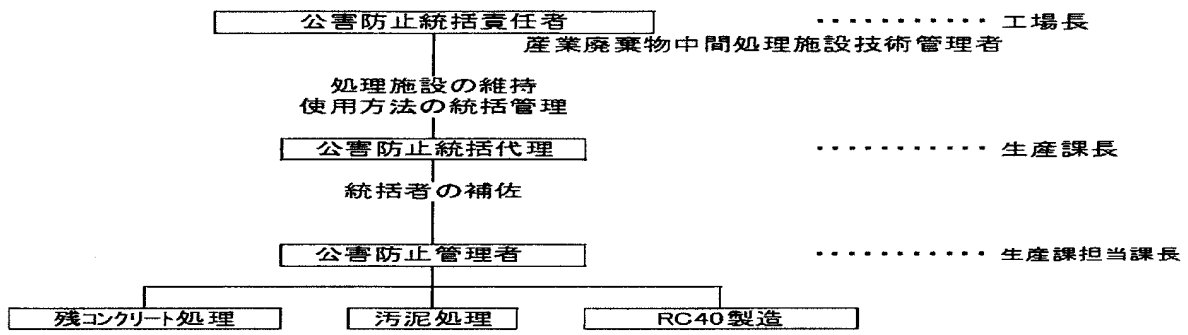 公害防止統括責任者 ・・・・・・・・・・・ 工場長
産業廃棄物中間処理施設技術管理者
処理施設の維持
使用方法の統括管理
公害防止統括代理 ・・・・・・・・・・・ 生産課長
統括者の補佐
公害防止管理者 ・・・・・・・・・・・ 生産課担当課長
残コンクリート処理 汚泥処理 RC40製造